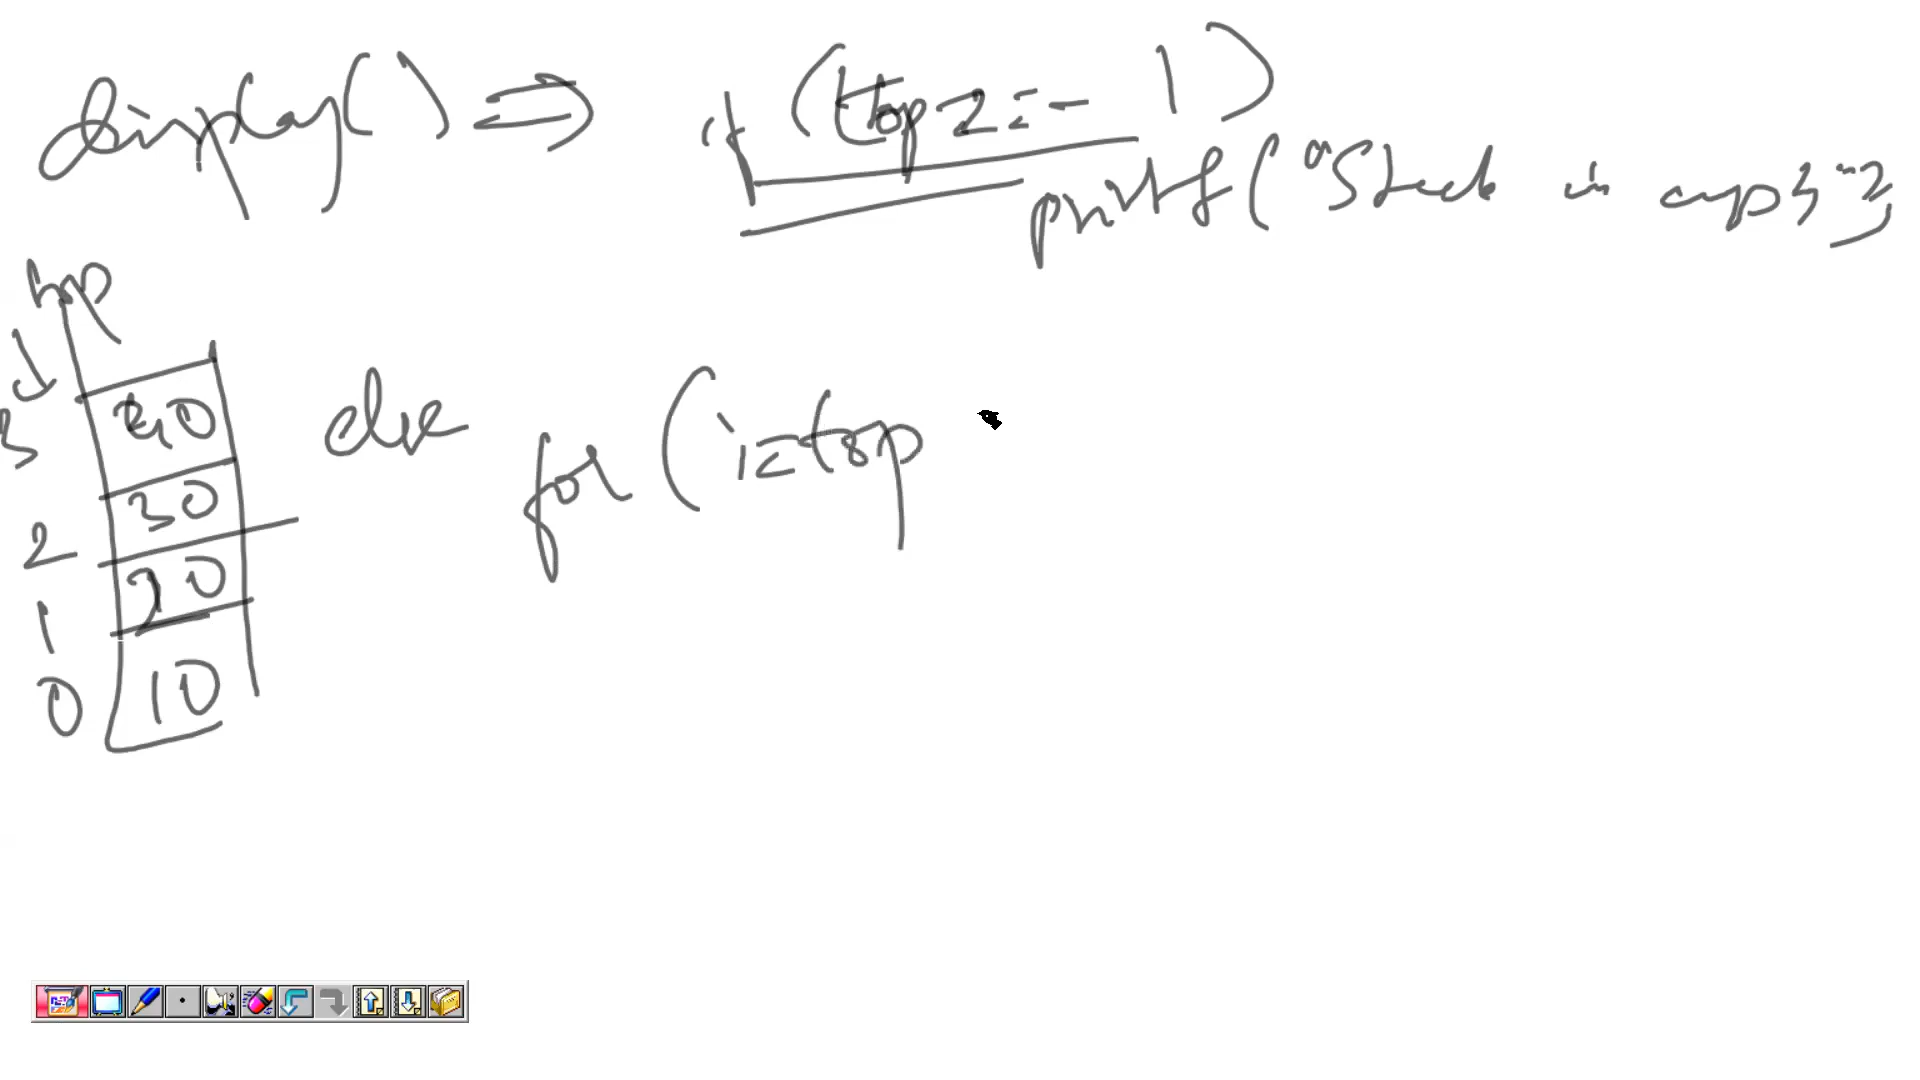 display() ⇒ if (top == -1)
printf("Stack is empty")
top
↓
3 40
2 30
1 20
0 10
else
for (i=top